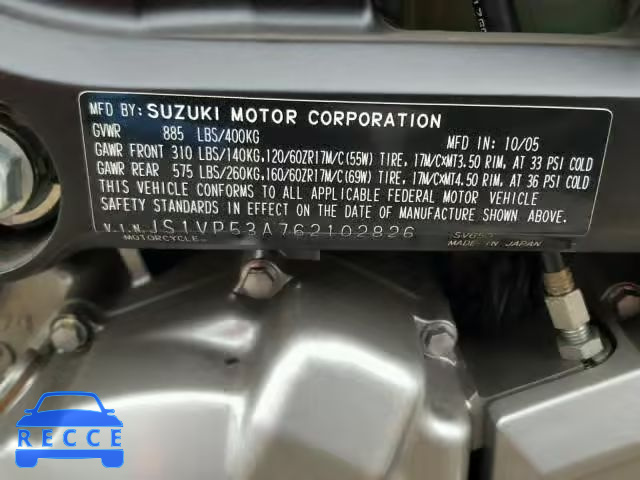 MFD BY: SUZUKI MOTOR CORPORATION
GVWR 885 LBS/400KG MFD IN: 10/05
GAWR FRONT 310 LBS/140KG,120/60ZR17M/C(55W) TIRE, 17M/CXMT3.50 RIM, AT 33 PSI COLD
GAWR REAR 575 LBS/260KG,160/60ZR17M/C(69W) TIRE, 17M/CXMT4.50 RIM, AT 36 PSI COLD
THIS VEHICLE CONFORMS TO ALL APPLICABLE FEDERAL MOTOR VEHICLE
SAFETY STANDARDS IN EFFECT ON THE DATE OF MANUFACTURE SHOWN ABOVE.
V.I.N. JS1VP53A762102826 SV650
MOTORCYCLE MADE IN JAPAN
RECCE